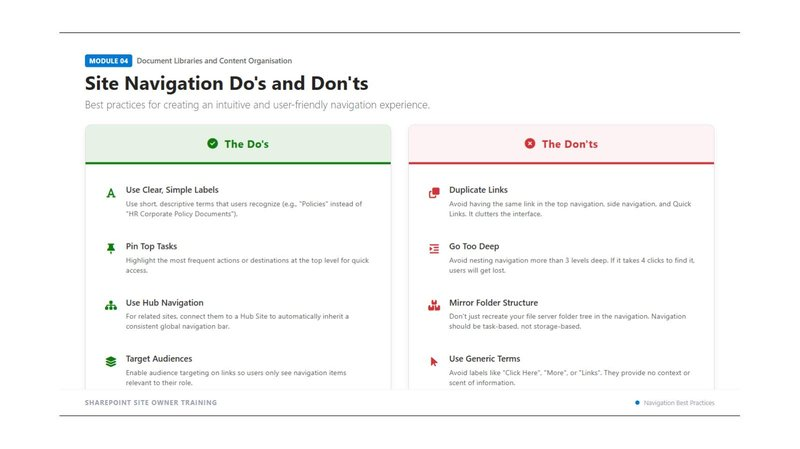 MODULE 04 Document Libraries and Content Organisation
Site Navigation Do's and Don'ts
Best practices for creating an intuitive and user-friendly navigation experience.
The Do's
Use Clear, Simple Labels
Use short, descriptive terms that users recognize (e.g., "Policies" instead of
"HR Corporate Policy Documents").
Pin Top Tasks
Highlight the most frequent actions or destinations at the top level for quick
access.
Use Hub Navigation
For related sites, connect them to a Hub Site to automatically inherit a
consistent global navigation bar.
Target Audiences
Enable audience targeting on links so users only see navigation items
relevant to their role.
The Don'ts
Duplicate Links
Avoid having the same link in the top navigation, side navigation, and Quick
Links. It clutters the interface.
Go Too Deep
Avoid nesting navigation more than 3 levels deep. If it takes 4 clicks to find it,
users will get lost.
Mirror Folder Structure
Don't just recreate your file server folder tree in the navigation. Navigation
should be task-based, not storage-based.
Use Generic Terms
Avoid labels like "Click Here", "More", or "Links". They provide no context or
scent of information.
SHAREPOINT SITE OWNER TRAINING
Navigation Best Practices